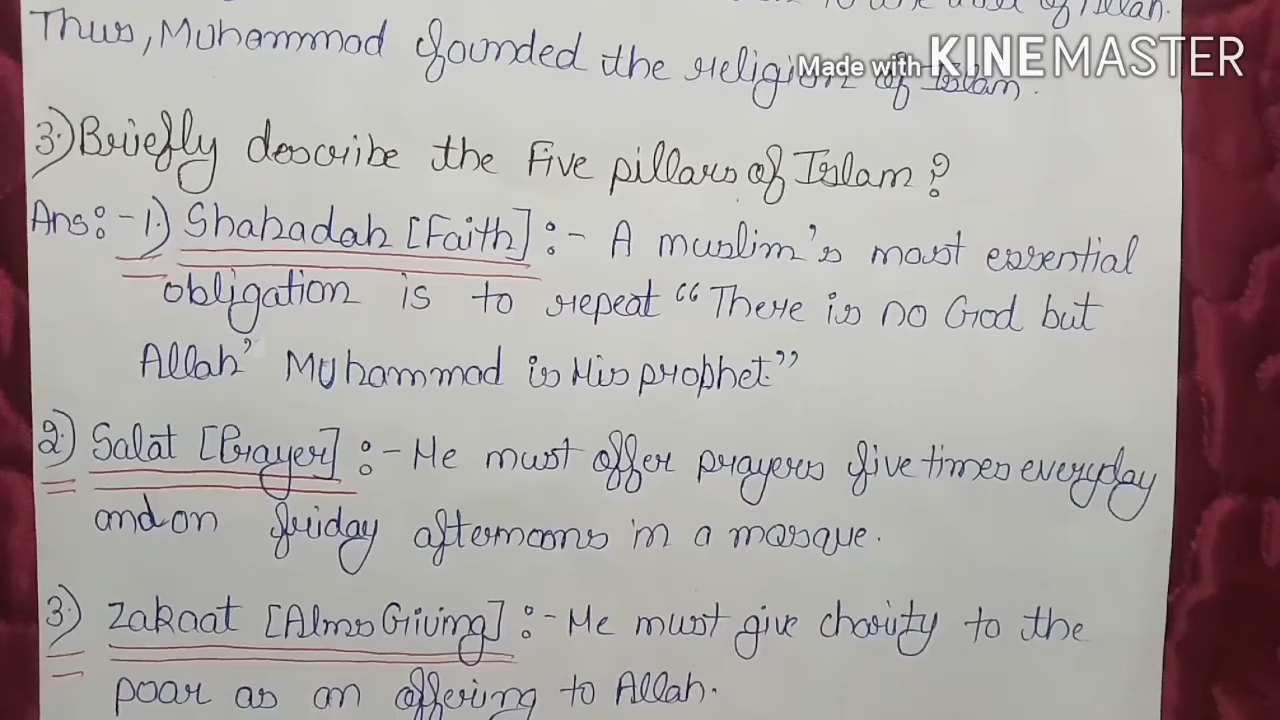 of Allah.
Thus, Muhammad founded the religion of Islam.
Made with KINEMASTER
3) Briefly describe the Five pillars of Islam?
Ans:- 1) Shahadah [Faith] :- A muslim's most essential
obligation is to repeat "There is no God but
Allah' Muhammad is His prophet"
2) Salat [Prayer] :- He must offer prayers five times everyday
and on friday afternoons in a mosque.
3) Zakaat [Alms Giving] :- He must give charity to the
poor as an offering to Allah.